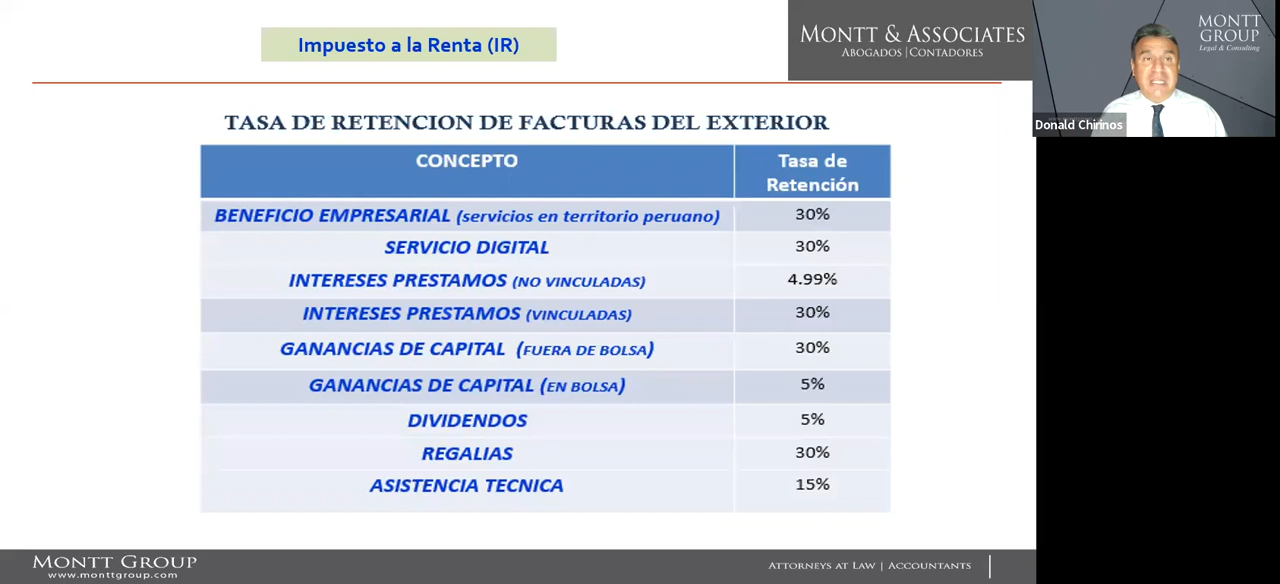 Impuesto a la Renta (IR)
MONTT & ASSOCIATES
ABOGADOS|CONTADORES
MONTT
GROUP
Legal & Consulting
Donald Chirinos
TASA DE RETENCION DE FACTURAS DEL EXTERIOR
CONCEPTO Tasa de
Retención
BENEFICIO EMPRESARIAL (servicios en territorio peruano) 30%
SERVICIO DIGITAL 30%
INTERESES PRESTAMOS (NO VINCULADAS) 4.99%
INTERESES PRESTAMOS (VINCULADAS) 30%
GANANCIAS DE CAPITAL (FUERA DE BOLSA) 30%
GANANCIAS DE CAPITAL (EN BOLSA) 5%
DIVIDENDOS 5%
REGALIAS 30%
ASISTENCIA TECNICA 15%
MONTT GROUP
www.monttgroup.com
ATTORNEYS AT LAW | ACCOUNTANTS